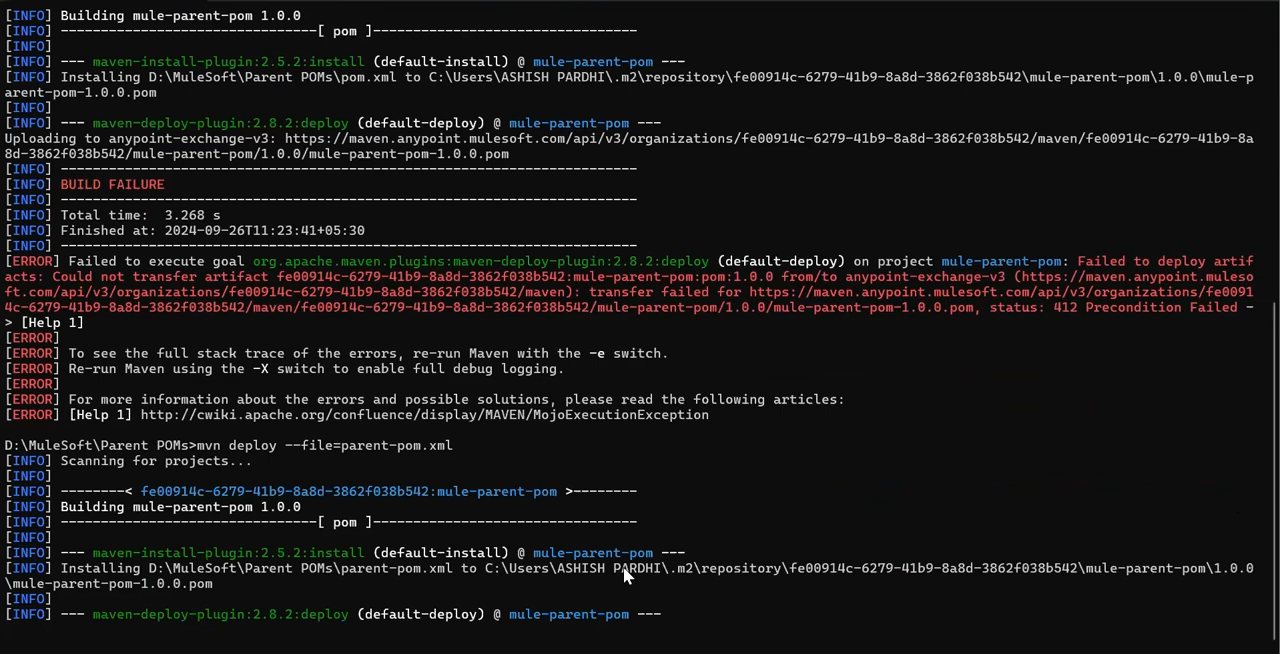 [INFO] Building mule-parent-pom 1.0.0
[INFO] --------------------------------[ pom ]---------------------------------
[INFO]
[INFO] --- maven-install-plugin:2.5.2:install (default-install) @ mule-parent-pom ---
[INFO] Installing D:\MuleSoft\Parent POMs\pom.xml to C:\Users\ASHISH PARDHI\.m2\repository\fe00914c-6279-41b9-8a8d-3862f038b542\mule-parent-pom\1.0.0\mule-p
arent-pom-1.0.0.pom
[INFO]
[INFO] --- maven-deploy-plugin:2.8.2:deploy (default-deploy) @ mule-parent-pom ---
Uploading to anypoint-exchange-v3: https://maven.anypoint.mulesoft.com/api/v3/organizations/fe00914c-6279-41b9-8a8d-3862f038b542/maven/fe00914c-6279-41b9-8a
8d-3862f038b542/mule-parent-pom/1.0.0/mule-parent-pom-1.0.0.pom
[INFO] ------------------------------------------------------------------------
[INFO] BUILD FAILURE
[INFO] ------------------------------------------------------------------------
[INFO] Total time:  3.268 s
[INFO] Finished at: 2024-09-26T11:23:41+05:30
[INFO] ------------------------------------------------------------------------
[ERROR] Failed to execute goal org.apache.maven.plugins:maven-deploy-plugin:2.8.2:deploy (default-deploy) on project mule-parent-pom: Failed to deploy artif
acts: Could not transfer artifact fe00914c-6279-41b9-8a8d-3862f038b542:mule-parent-pom:pom:1.0.0 from/to anypoint-exchange-v3 (https://maven.anypoint.muleso
ft.com/api/v3/organizations/fe00914c-6279-41b9-8a8d-3862f038b542/maven): transfer failed for https://maven.anypoint.mulesoft.com/api/v3/organizations/fe0091
4c-6279-41b9-8a8d-3862f038b542/maven/fe00914c-6279-41b9-8a8d-3862f038b542/mule-parent-pom/1.0.0/mule-parent-pom-1.0.0.pom, status: 412 Precondition Failed -
> [Help 1]
[ERROR]
[ERROR] To see the full stack trace of the errors, re-run Maven with the -e switch.
[ERROR] Re-run Maven using the -X switch to enable full debug logging.
[ERROR]
[ERROR] For more information about the errors and possible solutions, please read the following articles:
[ERROR] [Help 1] http://cwiki.apache.org/confluence/display/MAVEN/MojoExecutionException
D:\MuleSoft\Parent POMs>mvn deploy --file=parent-pom.xml
[INFO] Scanning for projects...
[INFO]
[INFO] --------< fe00914c-6279-41b9-8a8d-3862f038b542:mule-parent-pom >--------
[INFO] Building mule-parent-pom 1.0.0
[INFO] --------------------------------[ pom ]---------------------------------
[INFO]
[INFO] --- maven-install-plugin:2.5.2:install (default-install) @ mule-parent-pom ---
[INFO] Installing D:\MuleSoft\Parent POMs\parent-pom.xml to C:\Users\ASHISH PARDHI\.m2\repository\fe00914c-6279-41b9-8a8d-3862f038b542\mule-parent-pom\1.0.0
\mule-parent-pom-1.0.0.pom
[INFO]
[INFO] --- maven-deploy-plugin:2.8.2:deploy (default-deploy) @ mule-parent-pom ---